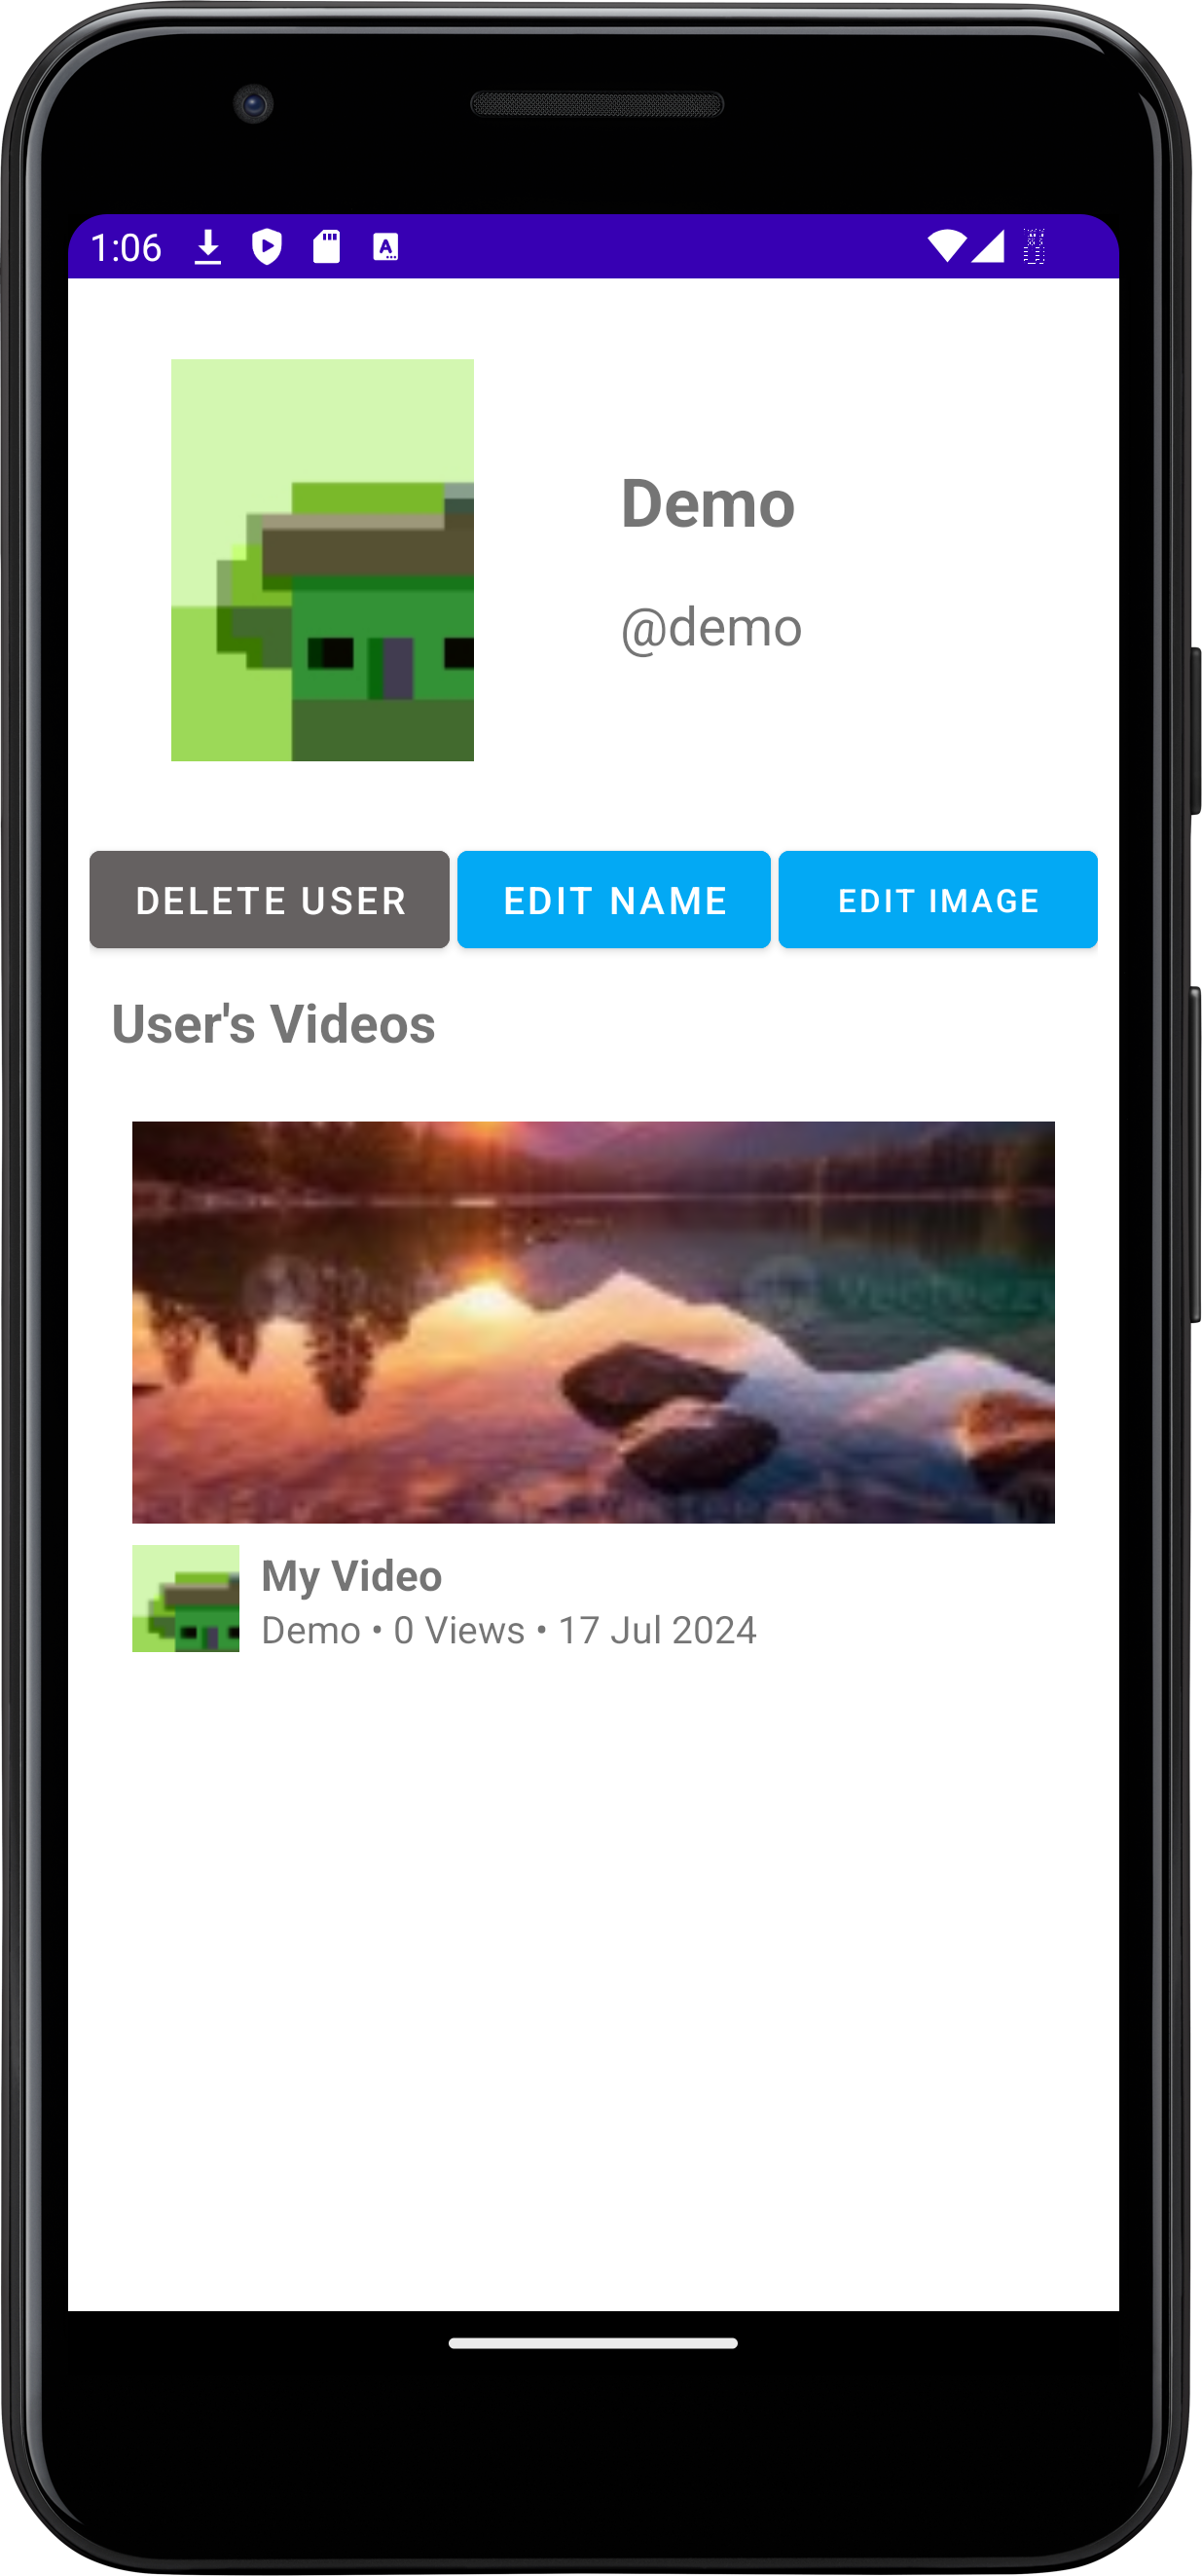 1:06
Demo
@demo
DELETE USER EDIT NAME EDIT IMAGE
User's Videos
My Video
Demo • 0 Views • 17 Jul 2024